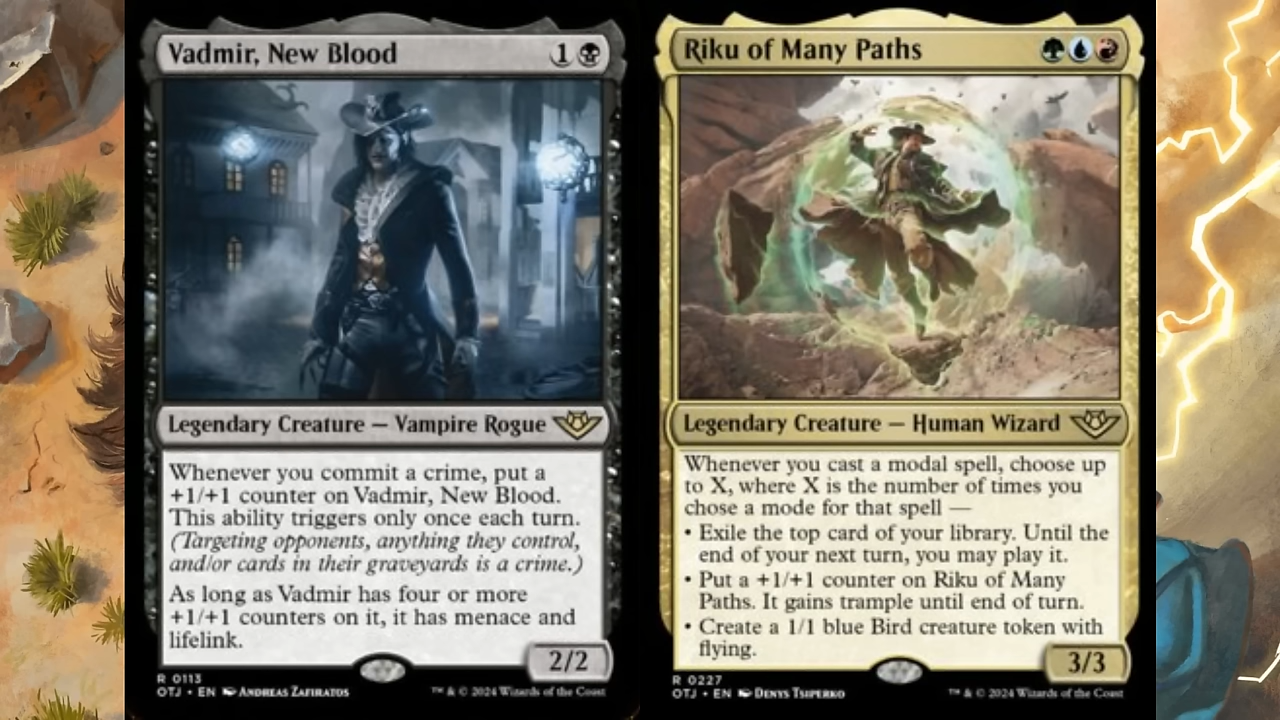 Vadmir, New Blood 1
Legendary Creature — Vampire Rogue
Whenever you commit a crime, put a
+1/+1 counter on Vadmir, New Blood.
This ability triggers only once each turn.
(Targeting opponents, anything they control,
and/or cards in their graveyards is a crime.)
As long as Vadmir has four or more
+1/+1 counters on it, it has menace and
lifelink.
2/2
R 0113
OTJ • EN ANDREAS ZAFIRATOS
™ & © 2024 Wizards of the Coast
Riku of Many Paths
Legendary Creature — Human Wizard
Whenever you cast a modal spell, choose up
to X, where X is the number of times you
chose a mode for that spell —
• Exile the top card of your library. Until the
end of your next turn, you may play it.
• Put a +1/+1 counter on Riku of Many
Paths. It gains trample until end of turn.
• Create a 1/1 blue Bird creature token with
flying.
3/3
R 0227
OTJ • EN DENYS TSIPERKO
™ & © 2024 Wizards of the Coast